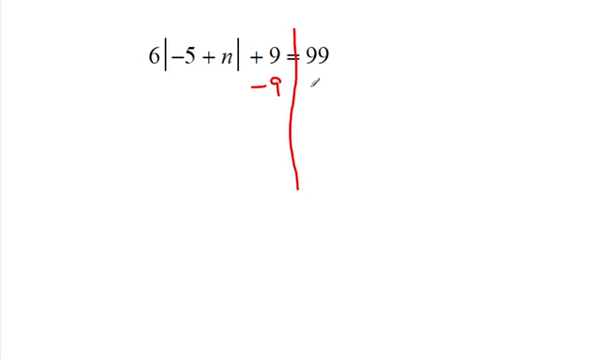 6|−5 + n| + 9 = 99
−9